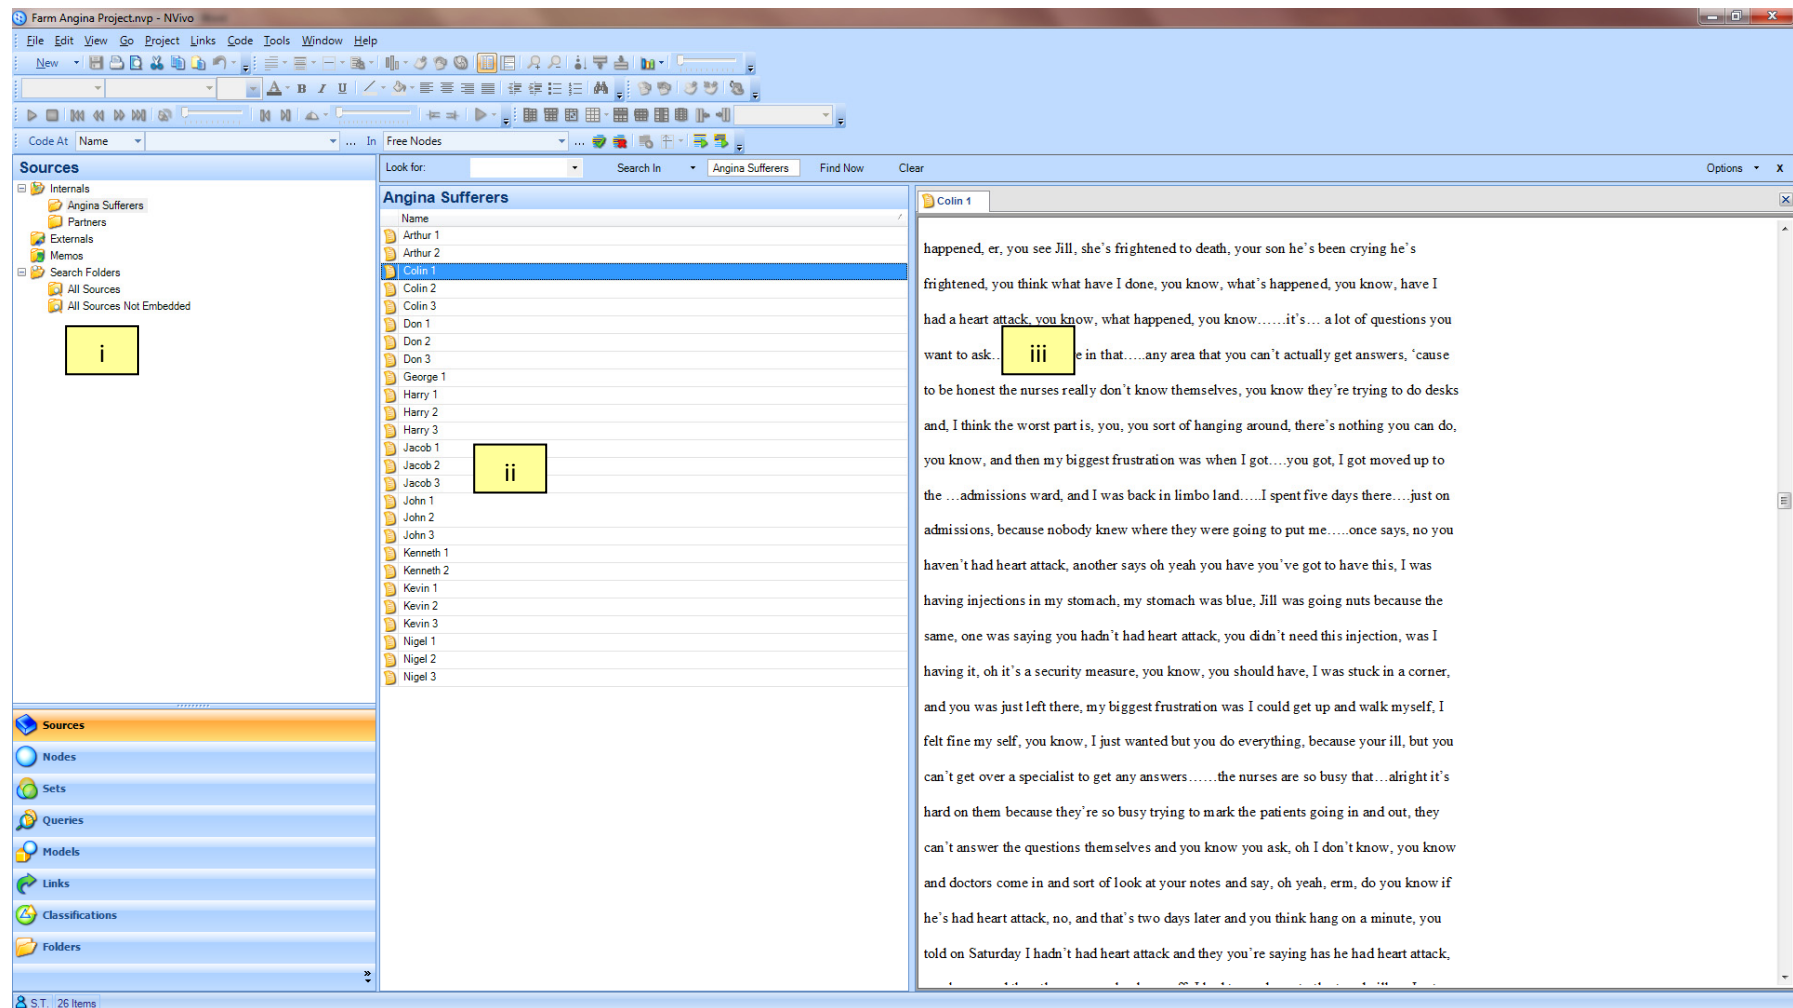 Farm Angina Project.nvp - NVivo
File Edit View Go Project Links Code Tools Window Help
New
A B I U
Code At Name ... In Free Nodes ...
Sources
Internals
Angina Sufferers
Partners
Externals
Memos
Search Folders
All Sources
All Sources Not Embedded
i
Sources
Nodes
Sets
Queries
Models
Links
Classifications
Folders
Look for: Search In Angina Sufferers Find Now Clear Options x
Angina Sufferers
Name
Arthur 1
Arthur 2
Colin 1
Colin 2
Colin 3
Don 1
Don 2
Don 3
George 1
Harry 1
Harry 2
Harry 3
Jacob 1
Jacob 2
Jacob 3
John 1
John 2
John 3
Kenneth 1
Kenneth 2
Kevin 1
Kevin 2
Kevin 3
Nigel 1
Nigel 2
Nigel 3
ii
Colin 1
happened, er, you see Jill, she's frightened to death, your son he's been crying he's
frightened, you think what have I done, you know, what's happened, you know, have I
had a heart attack, you know, what happened, you know……it's… a lot of questions you
want to ask.. iii e in that…..any area that you can't actually get answers, 'cause
to be honest the nurses really don't know themselves, you know they're trying to do desks
and, I think the worst part is, you, you sort of hanging around, there's nothing you can do,
you know, and then my biggest frustration was when I got….you got, I got moved up to
the …admissions ward, and I was back in limbo land…..I spent five days there….just on
admissions, because nobody knew where they were going to put me…..once says, no you
haven't had heart attack, another says oh yeah you have you've got to have this, I was
having injections in my stomach, my stomach was blue, Jill was going nuts because the
same, one was saying you hadn't had heart attack, you didn't need this injection, was I
having it, oh it's a security measure, you know, you should have, I was stuck in a corner,
and you was just left there, my biggest frustration was I could get up and walk myself, I
felt fine my self, you know, I just wanted but you do everything, because your ill, but you
can't get over a specialist to get any answers……the nurses are so busy that…alright it's
hard on them because they're so busy trying to mark the patients going in and out, they
can't answer the questions themselves and you know you ask, oh I don't know, you know
and doctors come in and sort of look at your notes and say, oh yeah, erm, do you know if
he's had heart attack, no, and that's two days later and you think hang on a minute, you
told on Saturday I hadn't had heart attack and they you're saying has he had heart attack,
S.T. 26 Items